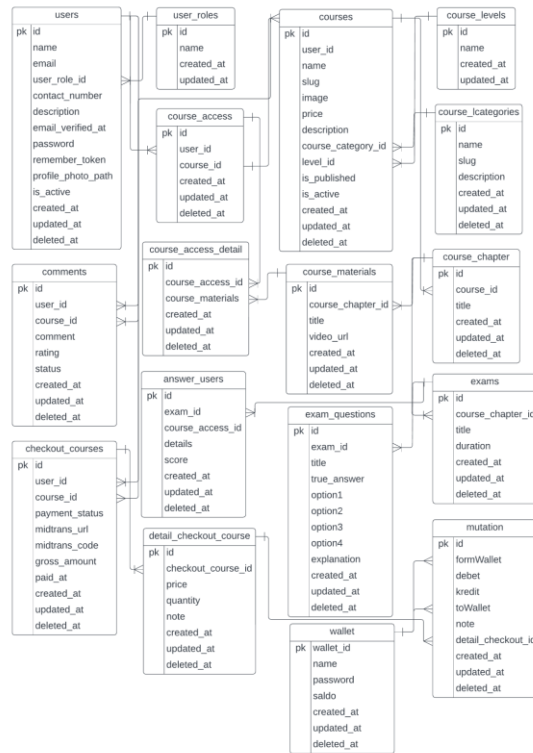 users
pk id
name
email
user_role_id
contact_number
description
email_verified_at
password
remember_token
profile_photo_path
is_active
created_at
updated_at
deleted_at
user_roles
pk id
name
created_at
updated_at
courses
pk id
user_id
name
slug
image
price
description
course_category_id
level_id
is_published
is_active
created_at
updated_at
deleted_at
course_levels
pk id
name
created_at
updated_at
course_access
pk id
user_id
course_id
created_at
updated_at
deleted_at
course_lcategories
pk id
name
slug
description
created_at
updated_at
deleted_at
comments
pk id
user_id
course_id
comment
rating
status
created_at
updated_at
deleted_at
course_access_detail
pk id
course_access_id
course_materials
created_at
updated_at
deleted_at
course_materials
pk id
course_chapter_id
title
video_url
created_at
updated_at
deleted_at
course_chapter
pk id
course_id
title
created_at
updated_at
deleted_at
answer_users
pk id
exam_id
course_access_id
details
score
created_at
updated_at
deleted_at
exam_questions
pk id
exam_id
title
true_answer
option1
option2
option3
option4
explanation
created_at
updated_at
deleted_at
exams
pk id
course_chapter_id
title
duration
created_at
updated_at
deleted_at
checkout_courses
pk id
user_id
course_id
payment_status
midtrans_url
midtrans_code
gross_amount
paid_at
created_at
updated_at
deleted_at
detail_checkout_course
pk id
checkout_course_id
price
quantity
note
created_at
updated_at
deleted_at
wallet
pk wallet_id
name
password
saldo
created_at
updated_at
deleted_at
mutation
pk id
formWallet
debet
kredit
toWallet
note
detail_checkout_id
created_at
updated_at
deleted_at